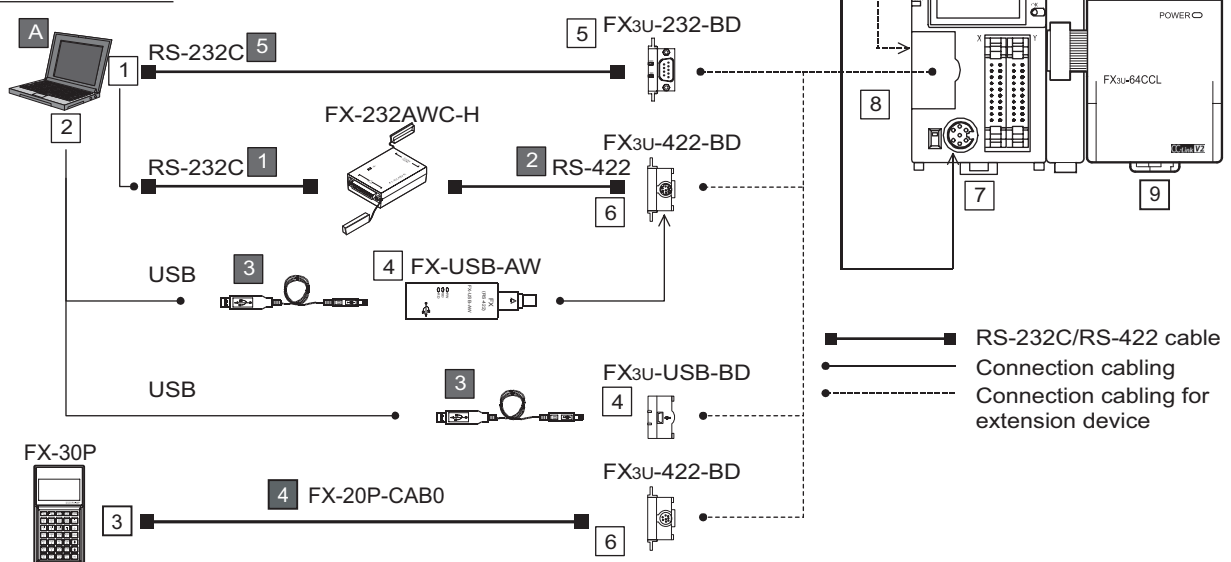 A
1
RS-232C 5
5
FX3U-232-BD
2
FX-232AWC-H
RS-232C 1
2 RS-422
FX3U-422-BD
6
USB
3
4 FX-USB-AW
USB
3
FX3U-USB-BD
4
FX-30P
3
4 FX-20P-CAB0
FX3U-422-BD
6
X
Y
8
7
POWER
FX3U-64CCL
CC-Link V2
9
RS-232C/RS-422 cable
Connection cabling
Connection cabling for
extension device